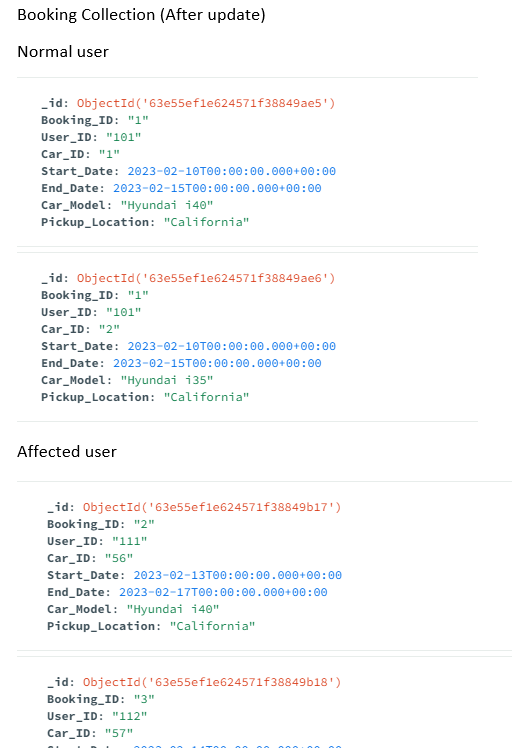 Booking Collection (After update)
Normal user
_id: ObjectId('63e55ef1e624571f38849ae5')
Booking_ID: "1"
User_ID: "101"
Car_ID: "1"
Start_Date: 2023-02-10T00:00:00.000+00:00
End_Date: 2023-02-15T00:00:00.000+00:00
Car_Model: "Hyundai i40"
Pickup_Location: "California"
_id: ObjectId('63e55ef1e624571f38849ae6')
Booking_ID: "1"
User_ID: "101"
Car_ID: "2"
Start_Date: 2023-02-10T00:00:00.000+00:00
End_Date: 2023-02-15T00:00:00.000+00:00
Car_Model: "Hyundai i35"
Pickup_Location: "California"
Affected user
_id: ObjectId('63e55ef1e624571f38849b17')
Booking_ID: "2"
User_ID: "111"
Car_ID: "56"
Start_Date: 2023-02-13T00:00:00.000+00:00
End_Date: 2023-02-17T00:00:00.000+00:00
Car_Model: "Hyundai i40"
Pickup_Location: "California"
_id: ObjectId('63e55ef1e624571f38849b18')
Booking_ID: "3"
User_ID: "112"
Car_ID: "57"